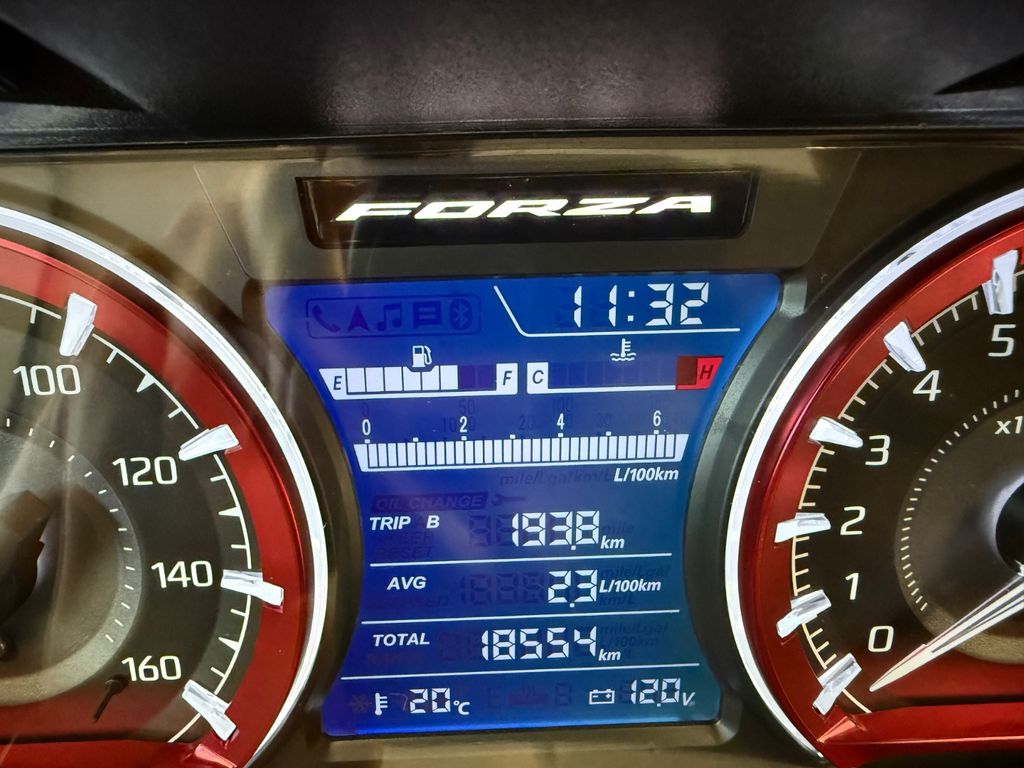 FORZA
11:32
E F C H
0 2 4 6
L/100km
OIL CHANGE
TRIP B 193.8 km
AVG 2.3 L/100km
TOTAL 18554 km
20°C 12.0V
100
120
140
160
5
4
3
2
1
0
x1